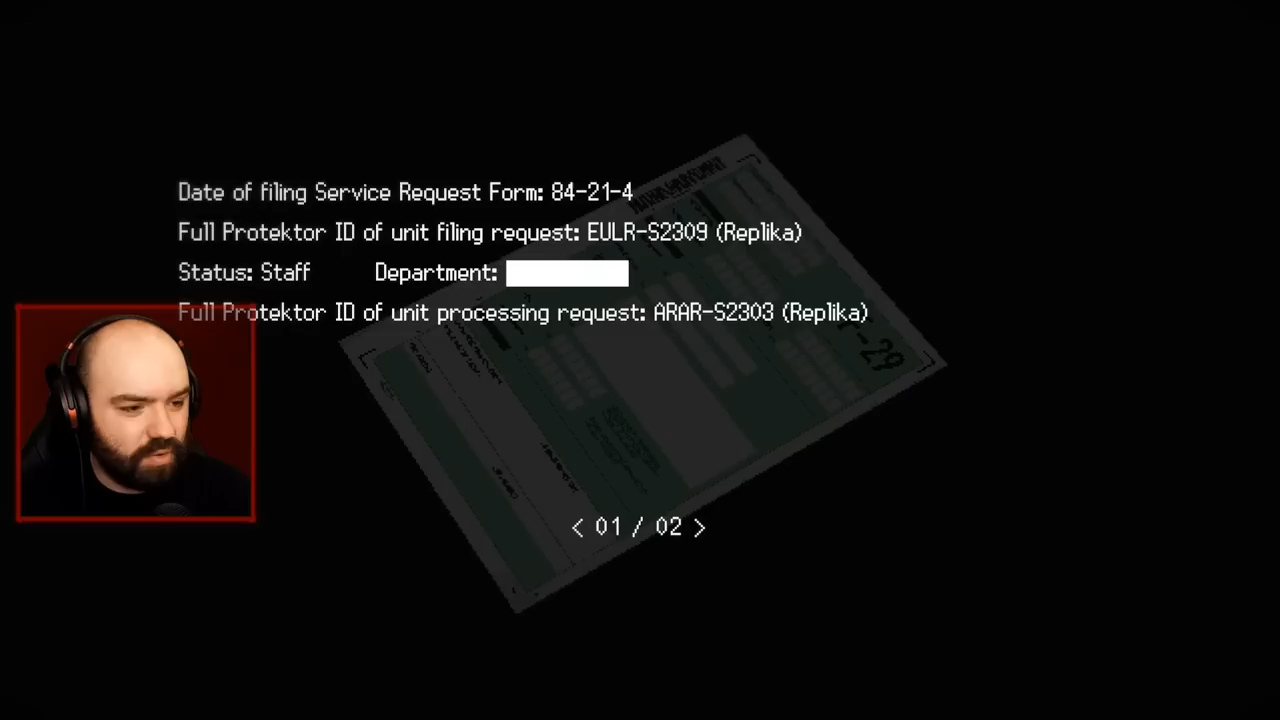 Date of filing Service Request Form: 84-21-4
Full Protektor ID of unit filing request: EULR-S2309 (Replika)
Status: Staff Department:
Full Protektor ID of unit processing request: ARAR-S2303 (Replika)
-29
< 01 / 02 >